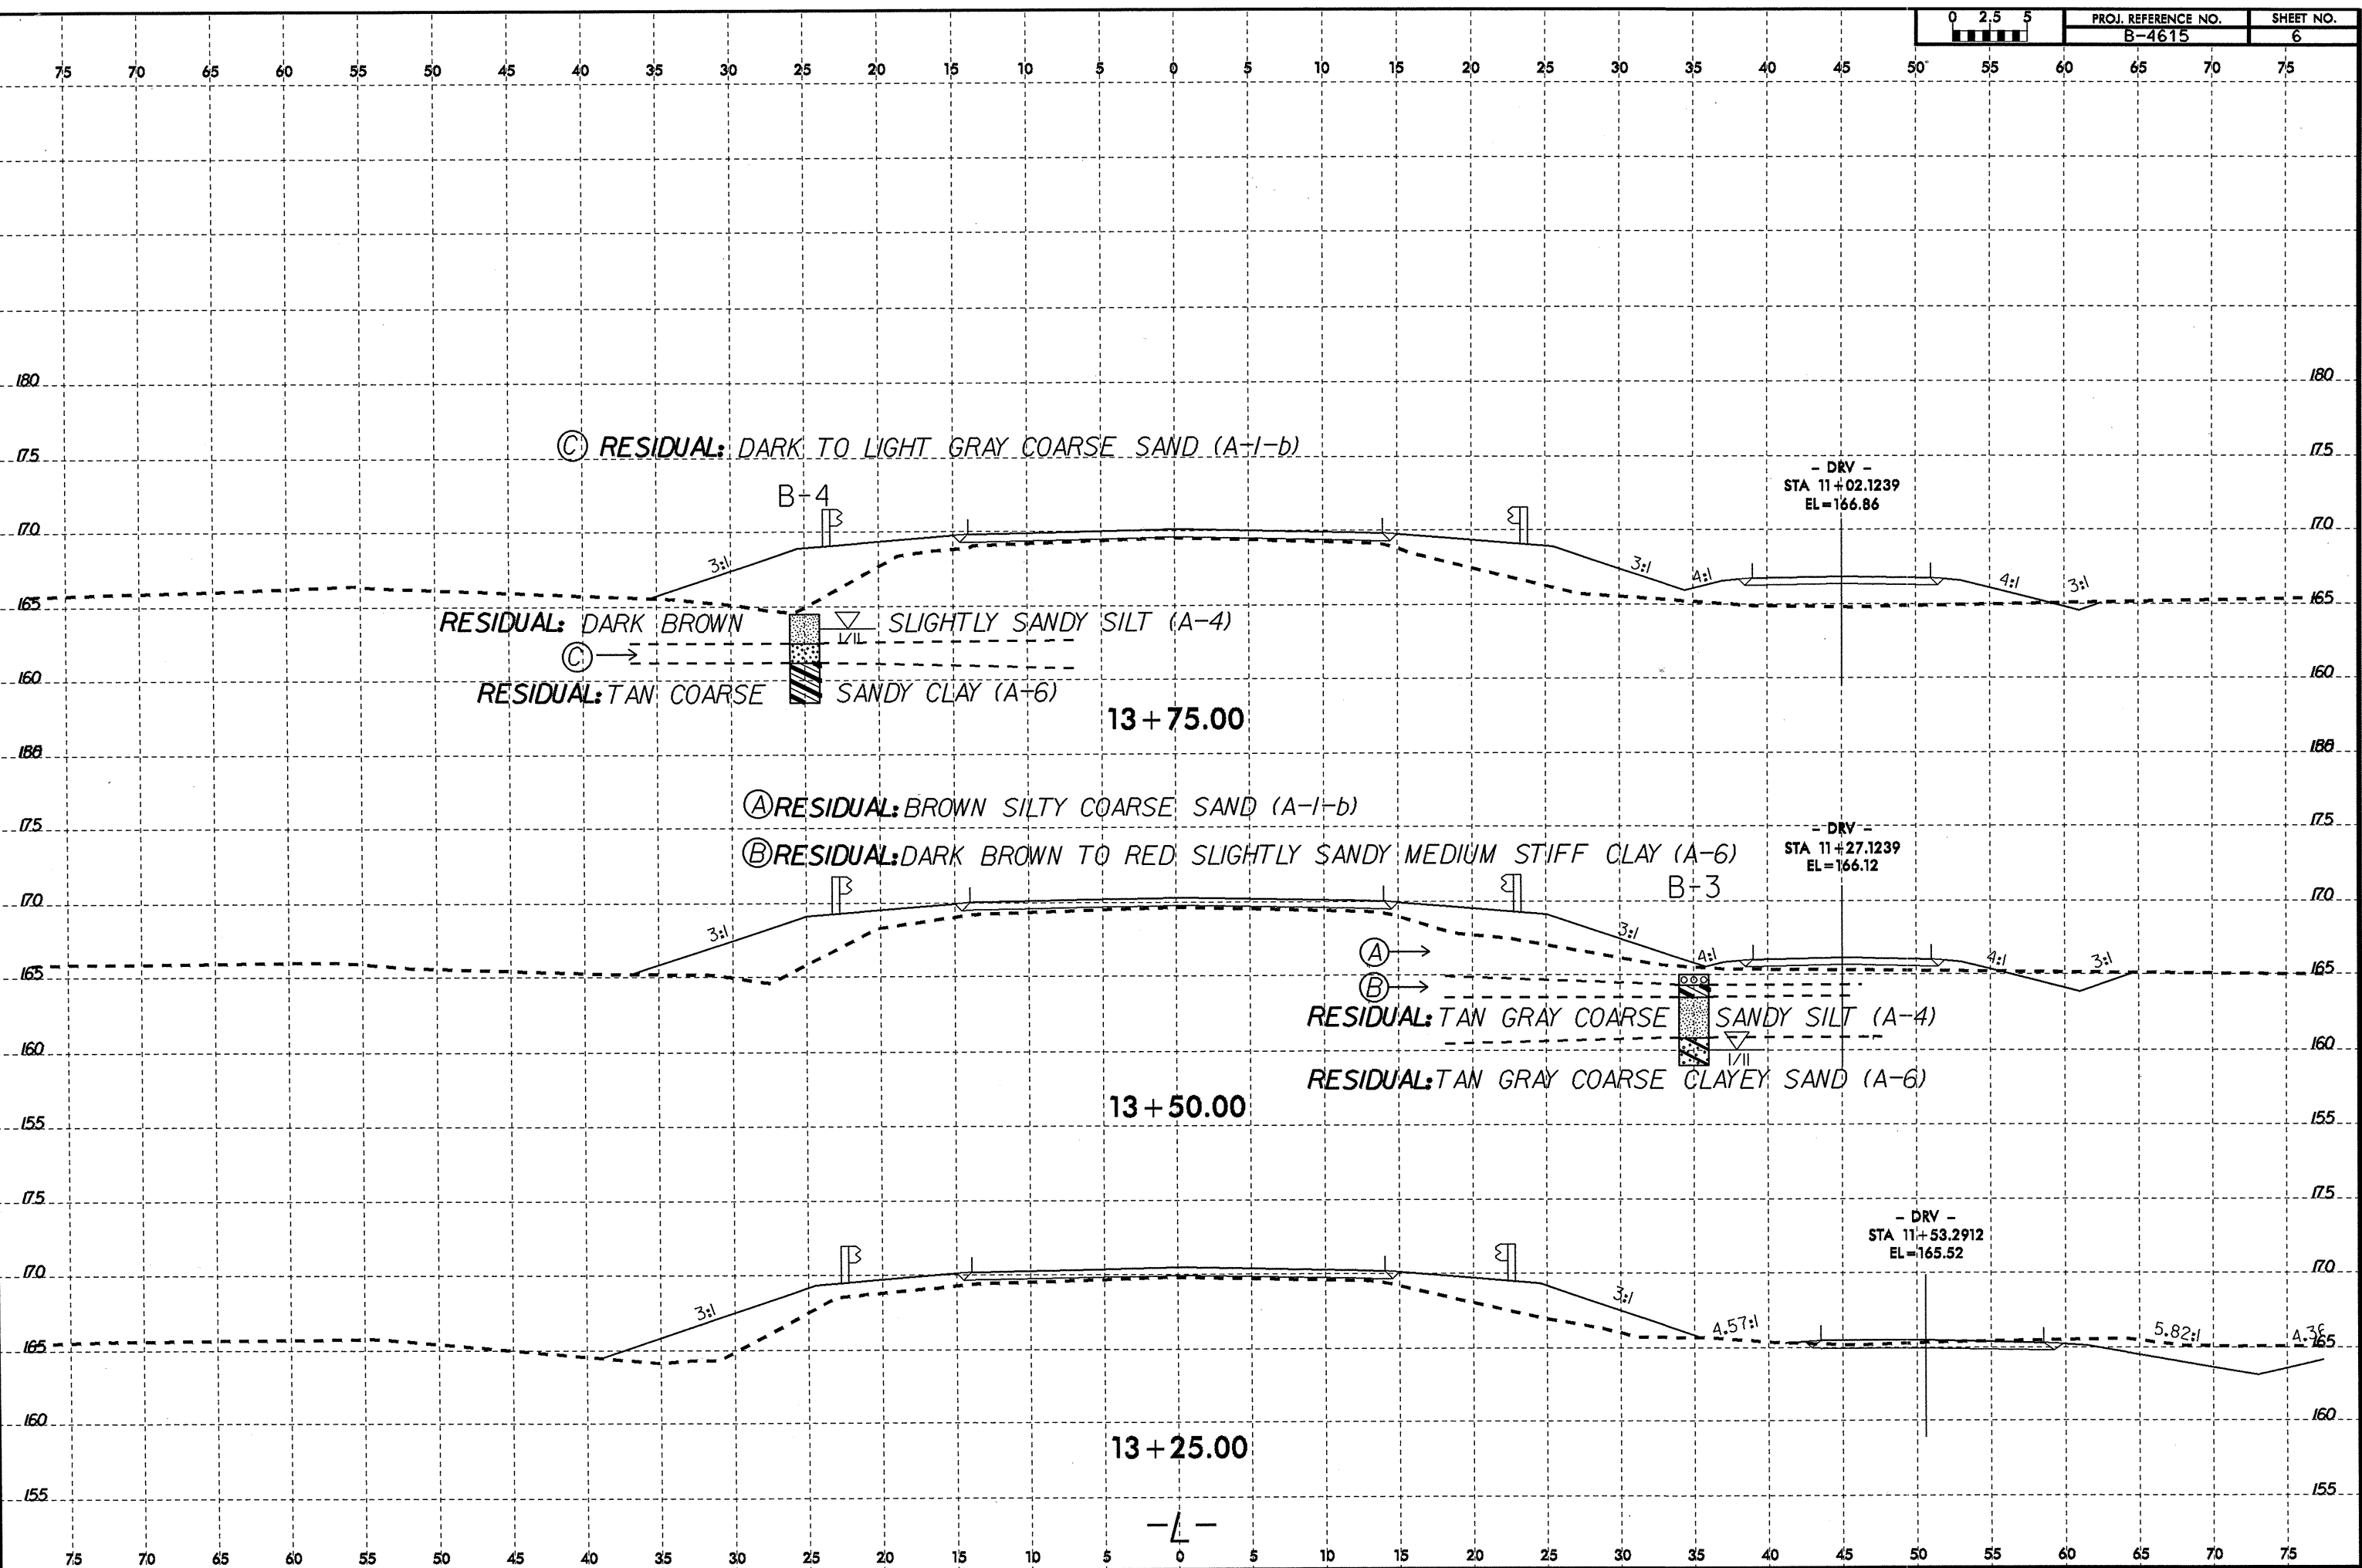 0 2.5 5
PROJ. REFERENCE NO. SHEET NO.
B-4615 6
75 70 65 60 55 50 45 40 35 30 25 20 15 10 5 0 5 10 15 20 25 30 35 40 45 50 55 60 65 70 75
180 180
Ⓒ RESIDUAL: DARK TO LIGHT GRAY COARSE SAND (A-1-b)
175 175
- DRV -
STA 11+02.1239
EL=166.86
B-4
170 170
3:1 3:1 4:1 4:1 3:1
165 165
RESIDUAL: DARK BROWN SLIGHTLY SANDY SILT (A-4)
1/11
Ⓒ
160 160
RESIDUAL: TAN COARSE SANDY CLAY (A-6)
13+75.00
Ⓐ RESIDUAL: BROWN SILTY COARSE SAND (A-1-b)
175 175
- DRV -
STA 11+27.1239
EL=166.12
Ⓑ RESIDUAL: DARK BROWN TO RED SLIGHTLY SANDY MEDIUM STIFF CLAY (A-6)
B-3
170 170
3:1 3:1 4:1 4:1 3:1
Ⓐ
165 165
Ⓑ
RESIDUAL: TAN GRAY COARSE SANDY SILT (A-4)
160 160
1/11
RESIDUAL: TAN GRAY COARSE CLAYEY SAND (A-6)
13+50.00
155 155
175 175
- DRV -
STA 11+53.2912
EL=165.52
170 170
3:1 3:1 4.57:1 5.82:1
165 165
160 160
13+25.00
155 155
-L-
75 70 65 60 55 50 45 40 35 30 25 20 15 10 5 0 5 10 15 20 25 30 35 40 45 50 55 60 65 70 75